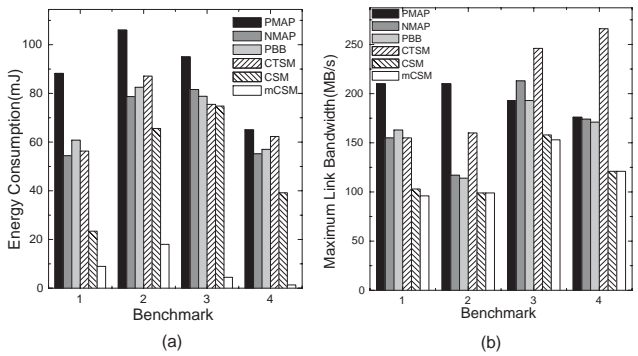 Energy Consumption(mJ)
100
80
60
40
20
0
PMAP
NMAP
PBB
CTSM
CSM
mCSM
1 2 3 4
Benchmark
(a)
Maximum Link Bandwidth(MB/s)
250
200
150
100
50
0
PMAP
NMAP
PBB
CTSM
CSM
mCSM
1 2 3 4
Benchmark
(b)